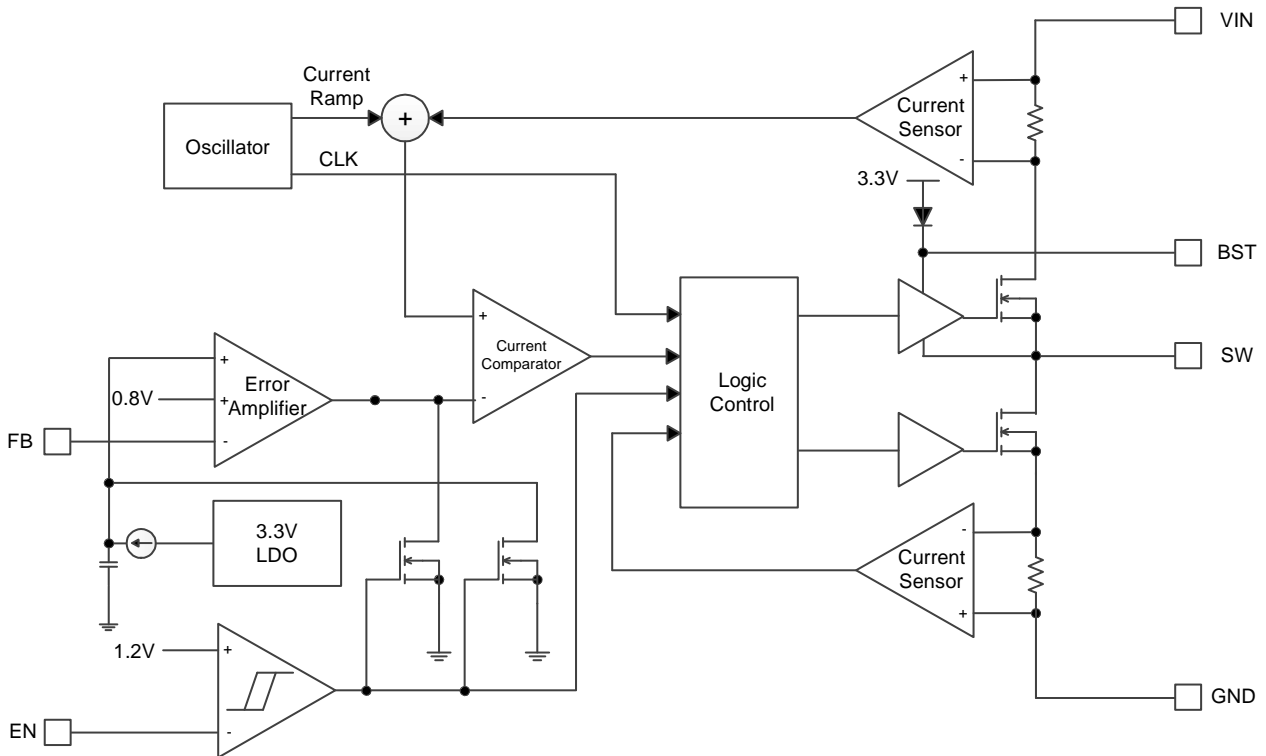 VIN
Current
Ramp
+
+
Current
Sensor
-
Oscillator
CLK
3.3V
BST
+
Current
Comparator
-
SW
Logic
Control
+
0.8V
+
Error
Amplifier
-
FB
3.3V
LDO
-
Current
Sensor
+
1.2V
+
-
EN
GND